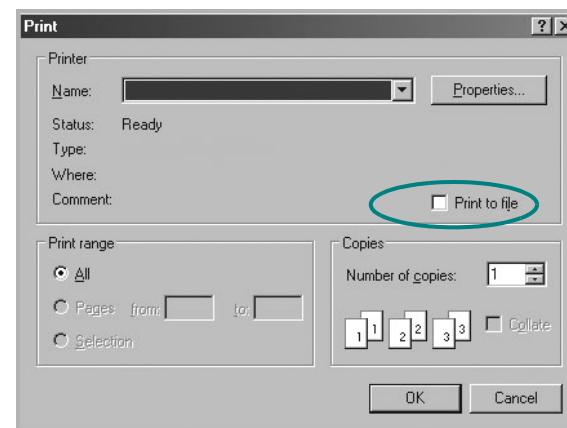 Print
Printer
Name:
Properties...
Status: Ready
Type:
Where:
Comment:
Print to file
Print range
All
Pages from: to:
Selection
Copies
Number of copies: 1
1 1 2 2 3 3
Collate
OK Cancel